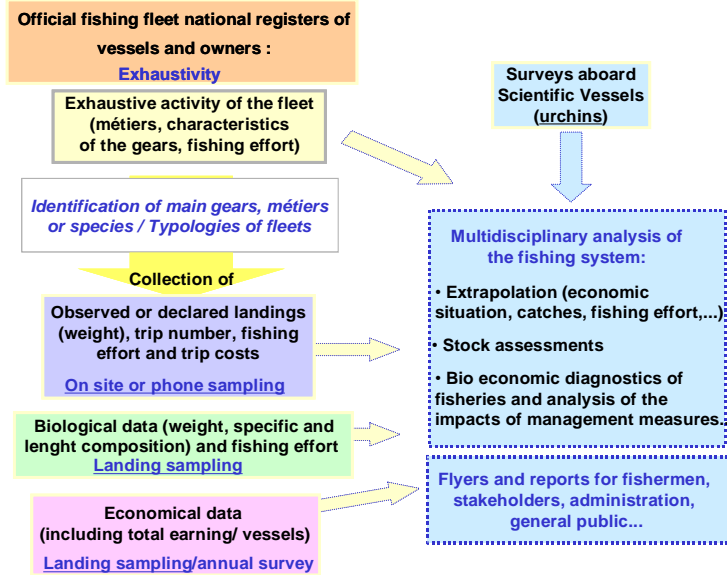 Official fishing fleet national registers of
vessels and owners :
Exhaustivity
Exhaustive activity of the fleet
(métiers, characteristics
of the gears, fishing effort)
Identification of main gears, métiers
or species / Typologies of fleets
Collection of
Observed or declared landings
(weight), trip number, fishing
effort and trip costs
On site or phone sampling
Biological data (weight, specific and
lenght composition) and fishing effort
Landing sampling
Economical data
(including total earning/ vessels)
Landing sampling/annual survey
Surveys aboard
Scientific Vessels
(urchins)
Multidisciplinary analysis of
the fishing system:
• Extrapolation (economic
situation, catches, fishing effort,...)
• Stock assessments
• Bio economic diagnostics of
fisheries and analysis of the
impacts of management measures..
Flyers and reports for fishermen,
stakeholders, administration,
general public...